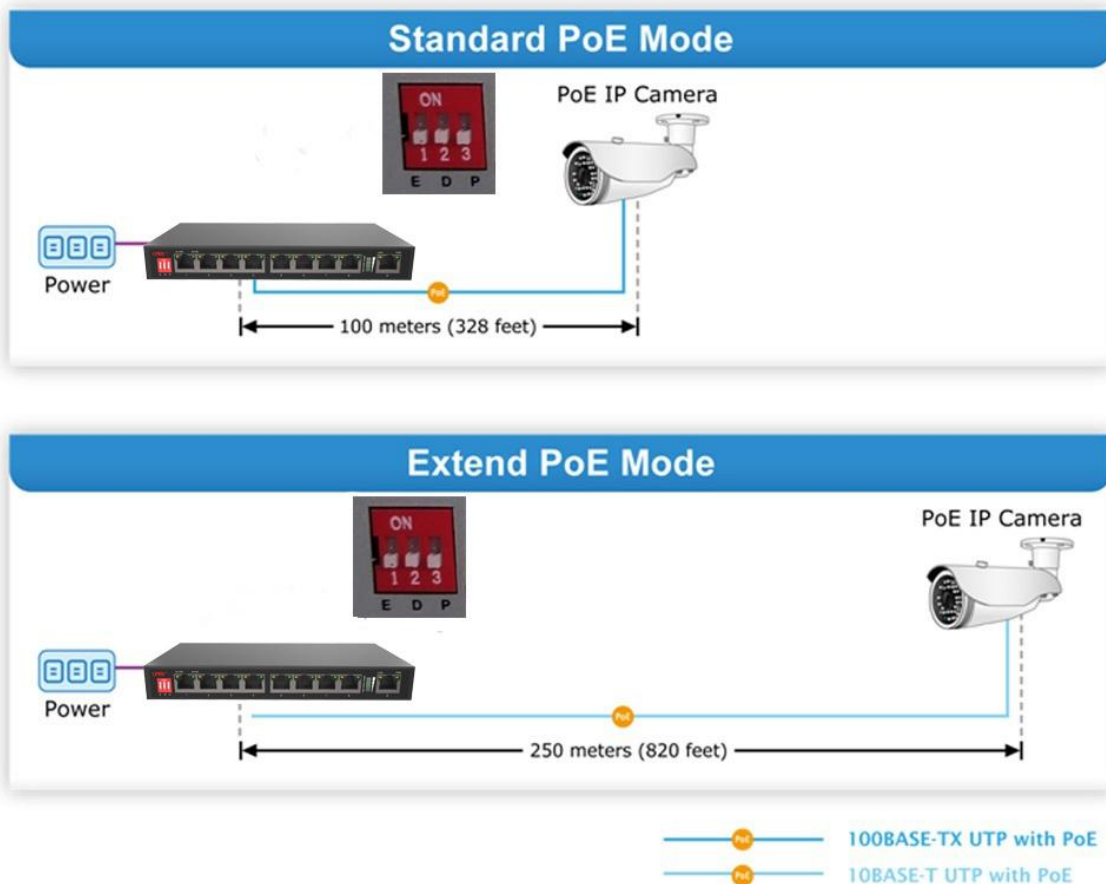 Standard PoE Mode
ON
1 2 3
E D P
PoE IP Camera
Power
PoE
100 meters (328 feet)
Extend PoE Mode
ON
1 2 3
E D P
PoE IP Camera
Power
PoE
250 meters (820 feet)
PoE 100BASE-TX UTP with PoE
PoE 10BASE-T UTP with PoE